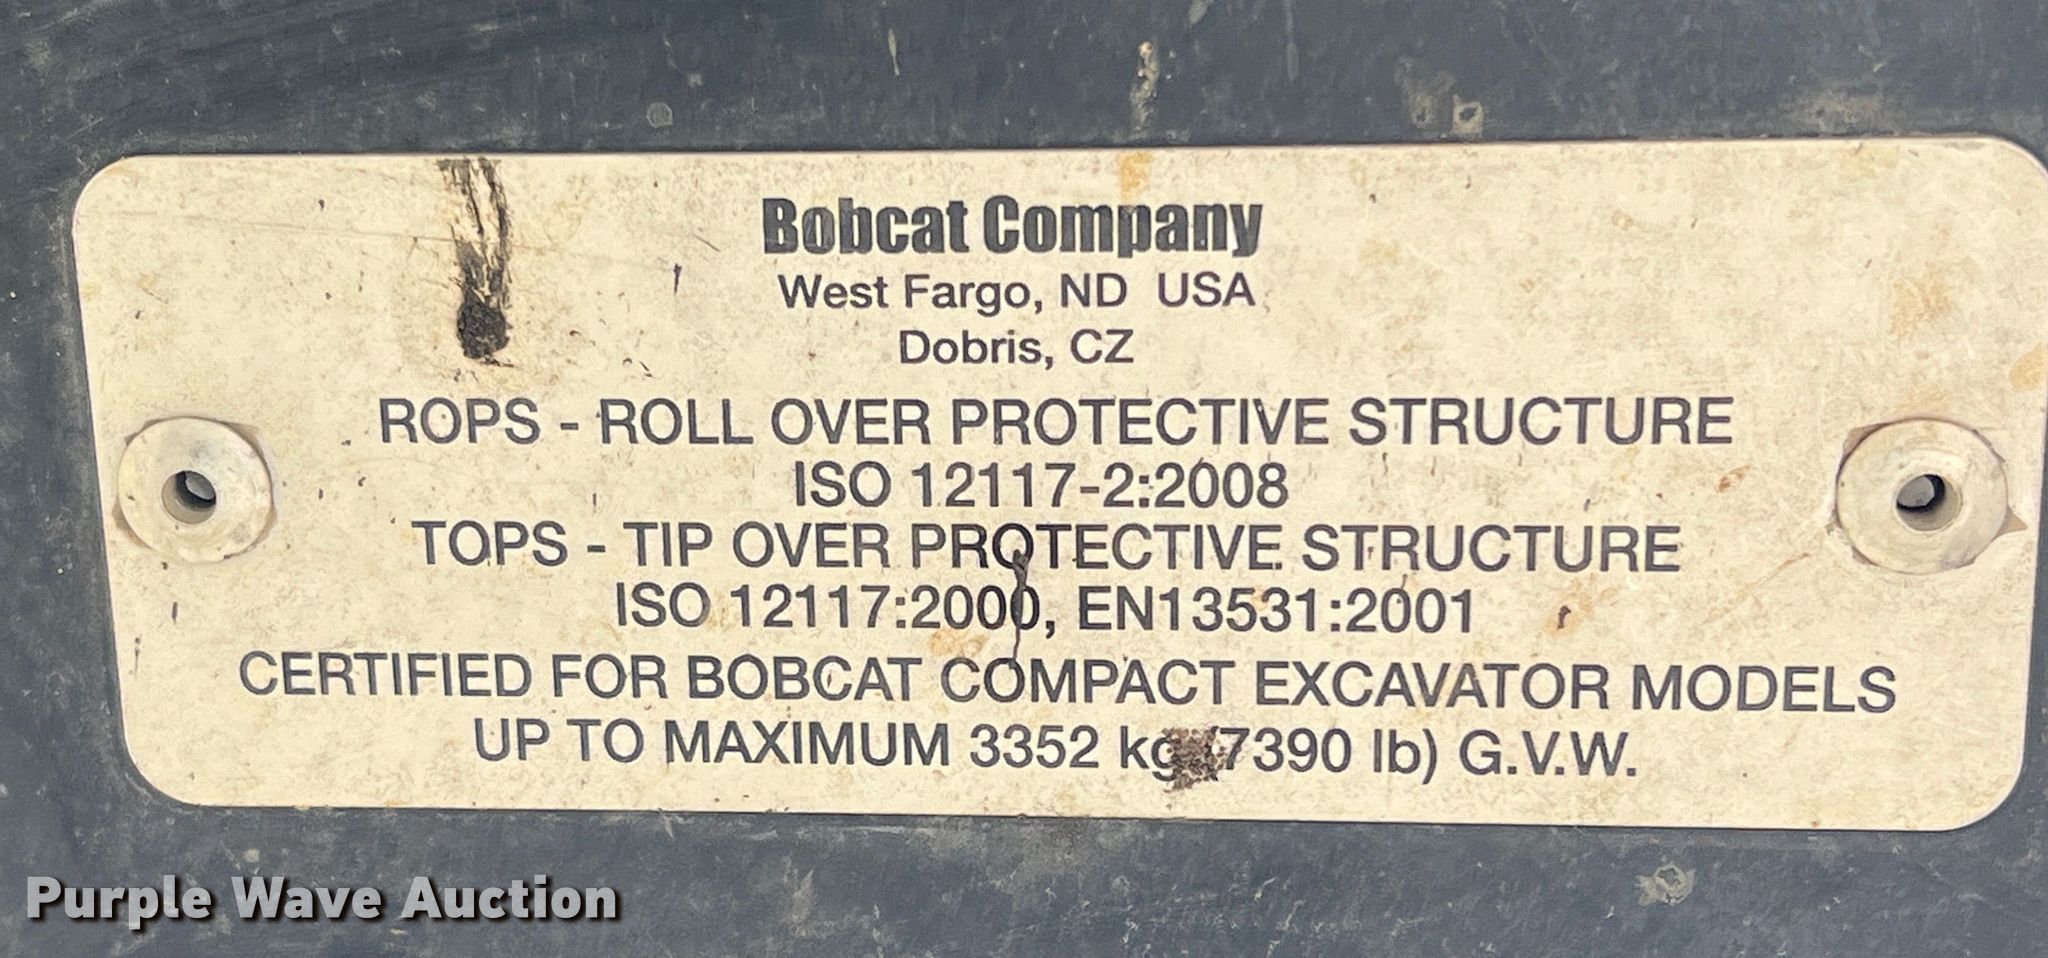 Bobcat Company
West Fargo, ND USA
Dobris, CZ
ROPS - ROLL OVER PROTECTIVE STRUCTURE
ISO 12117-2:2008
TOPS - TIP OVER PROTECTIVE STRUCTURE
ISO 12117:2000, EN13531:2001
CERTIFIED FOR BOBCAT COMPACT EXCAVATOR MODELS
UP TO MAXIMUM 3352 kg (7390 lb) G.V.W.
Purple Wave Auction